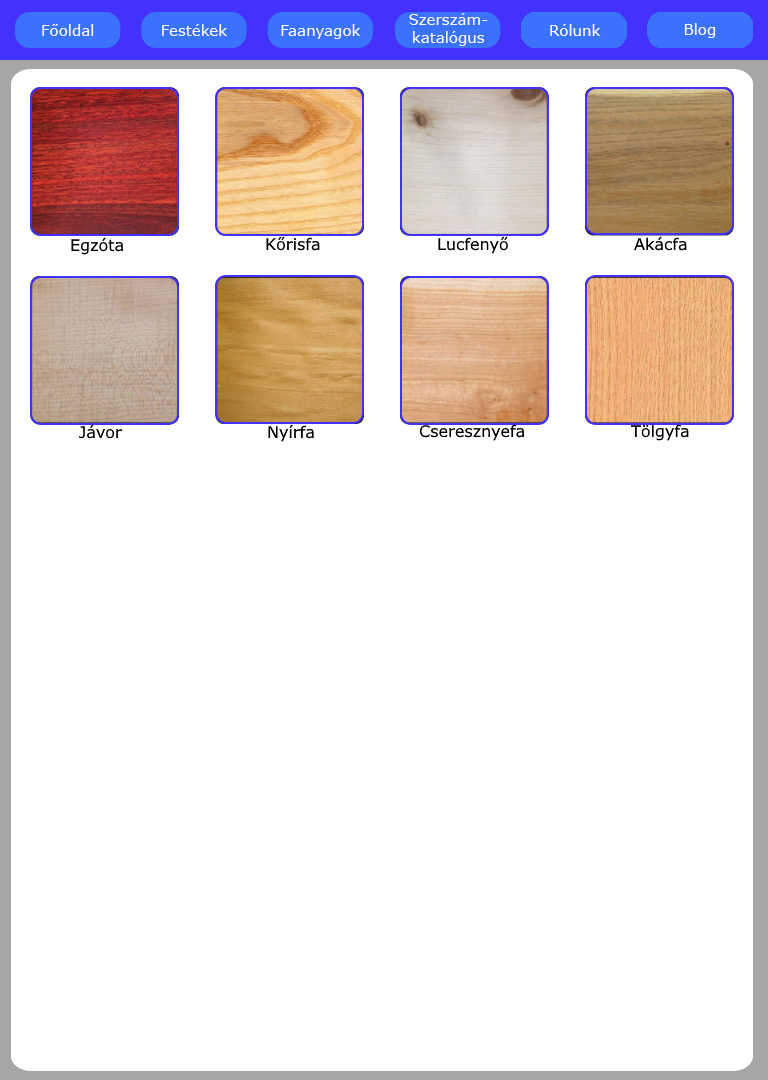 Főoldal
Festékek
Faanyagok
Szerszám-
katalógus
Rólunk
Blog
Egzóta
Kőrisfa
Lucfenyő
Akácfa
Jávor
Nyírfa
Cseresznyefa
Tölgyfa